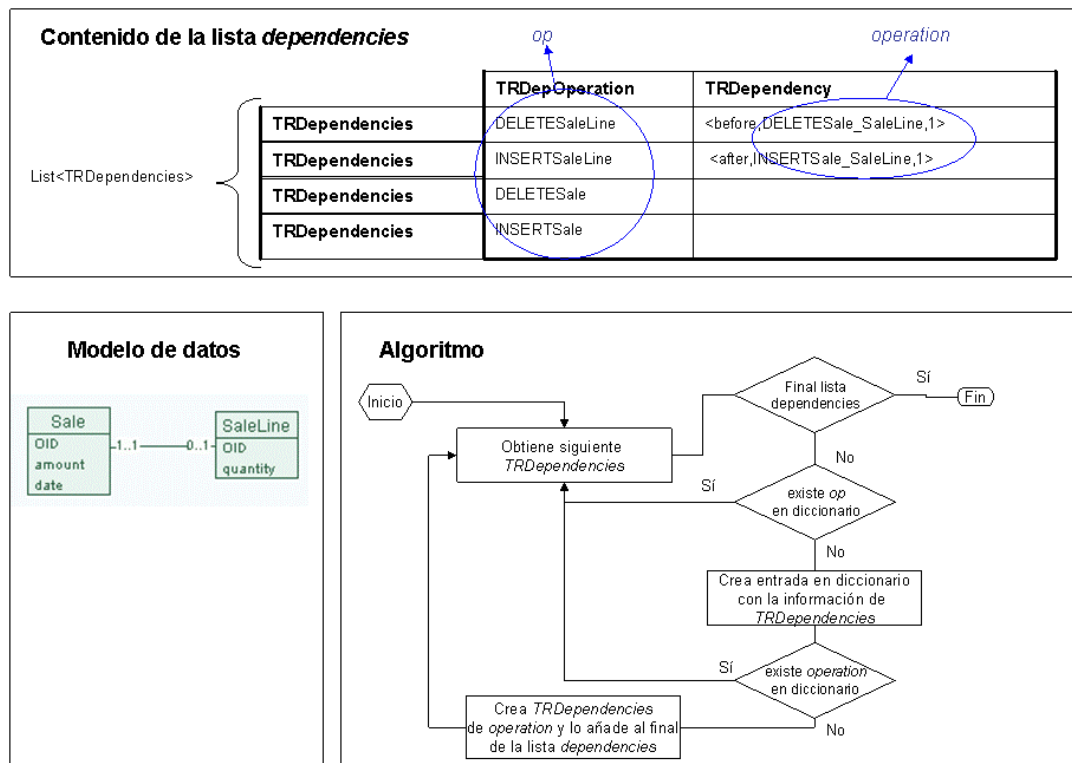 Contenido de la lista dependencies
op
operation
TRDepOperation
TRDependency
TRDependencies
DELETESaleLine
<before,DELETESale_SaleLine,1>
TRDependencies
INSERTSaleLine
<after,INSERTSale_SaleLine,1>
List<TRDependencies>
TRDependencies
DELETESale
TRDependencies
INSERTSale
Modelo de datos
Sale
OID
amount
date
1..1
0..1
SaleLine
OID
quantity
Algoritmo
Inicio
Obtiene siguiente
TRDependencies
Final lista
dependencies
Sí
Fin
No
existe op
en diccionario
Sí
No
Crea entrada en diccionario
con la información de
TRDependencies
existe operation
en diccionario
Sí
No
Crea TRDependencies
de operation y lo añade al final
de la lista dependencies